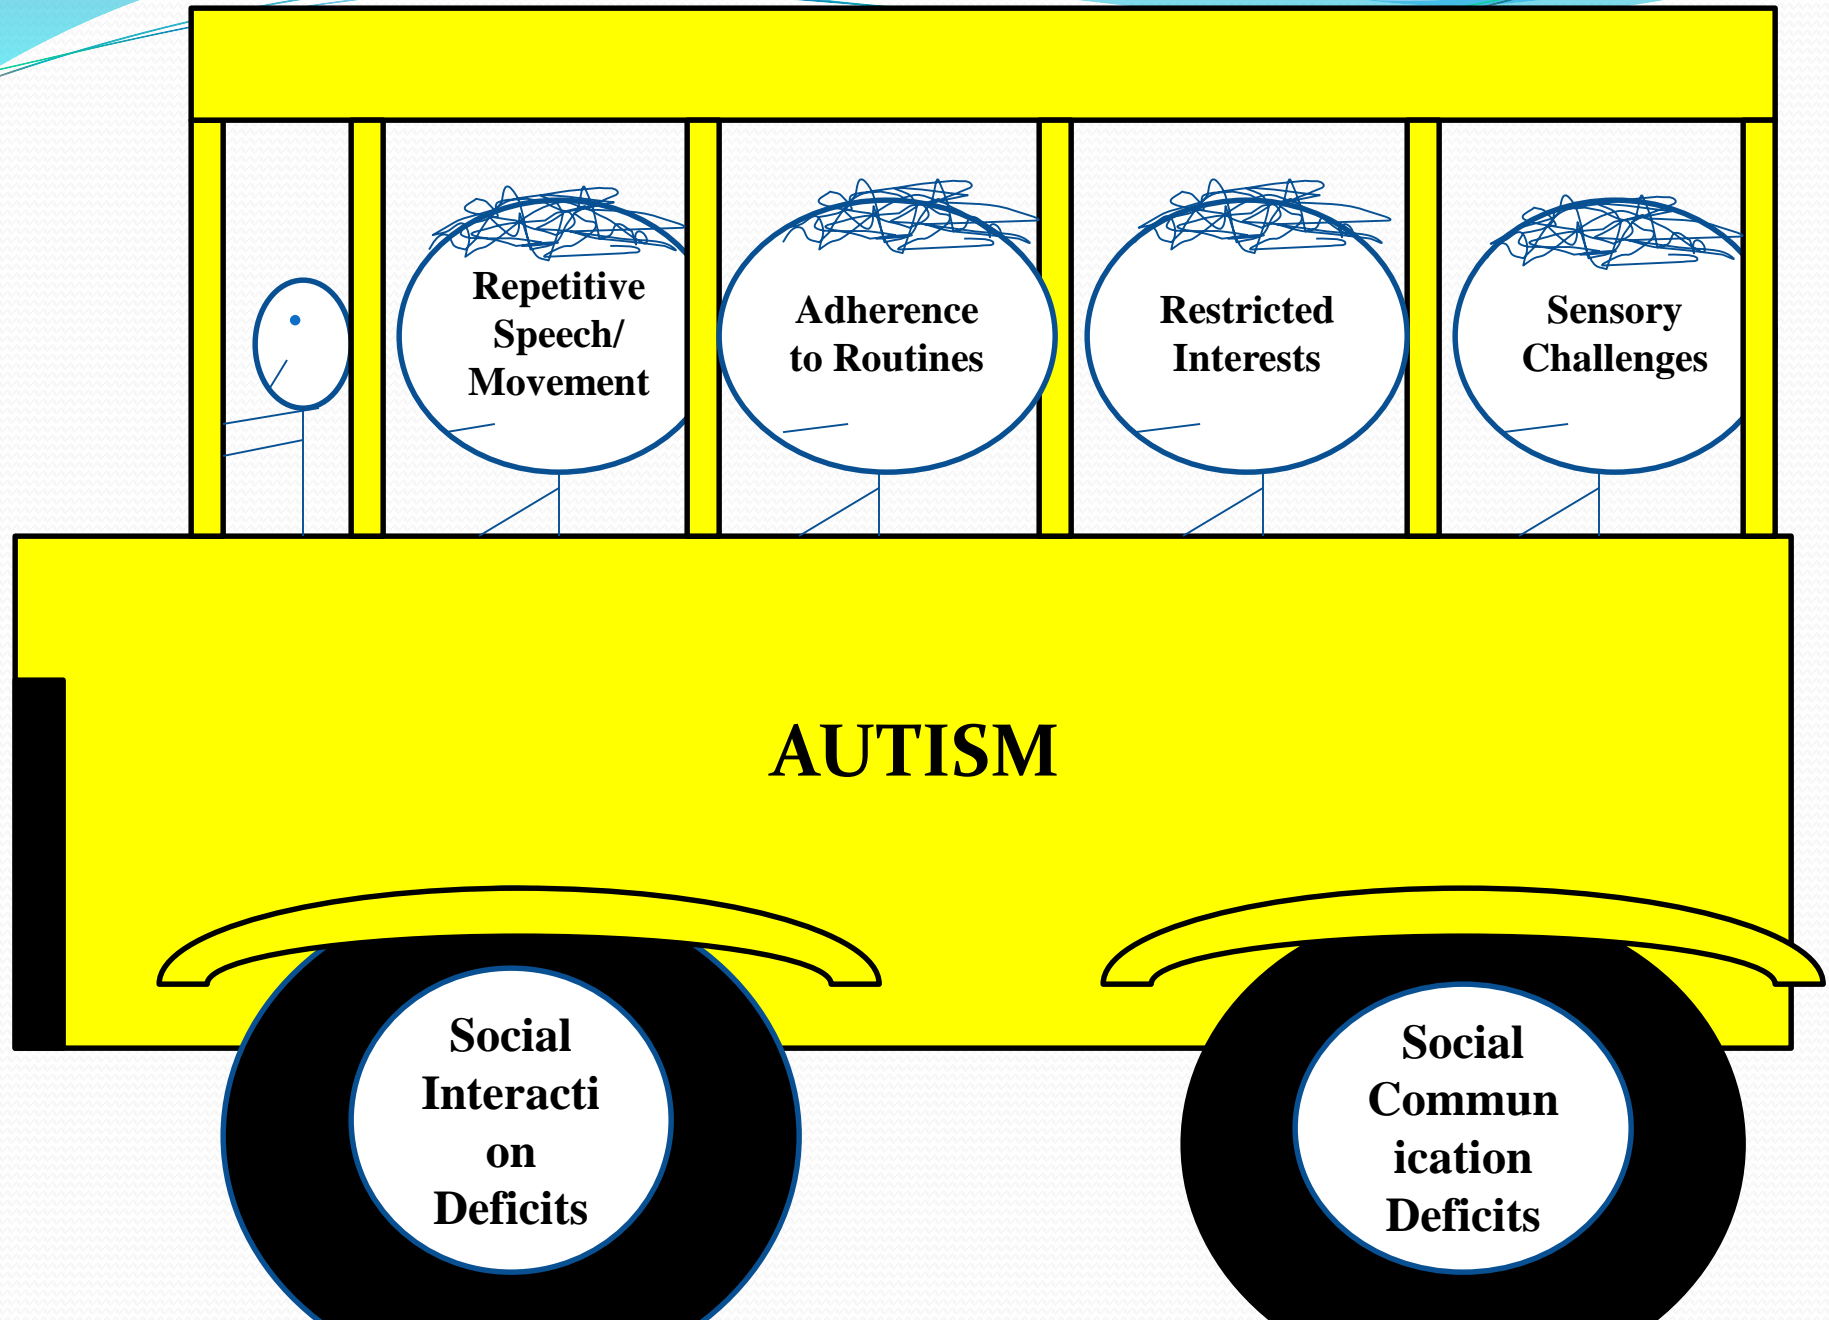 Repetitive
Speech/
Movement
Adherence
to Routines
Restricted
Interests
Sensory
Challenges
AUTISM
Social
Interacti
on
Deficits
Social
Commun
ication
Deficits